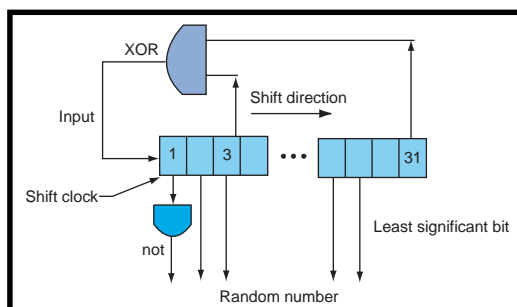 XOR
Shift direction
Input
1 3 31
Shift clock
Least significant bit
not
Random number